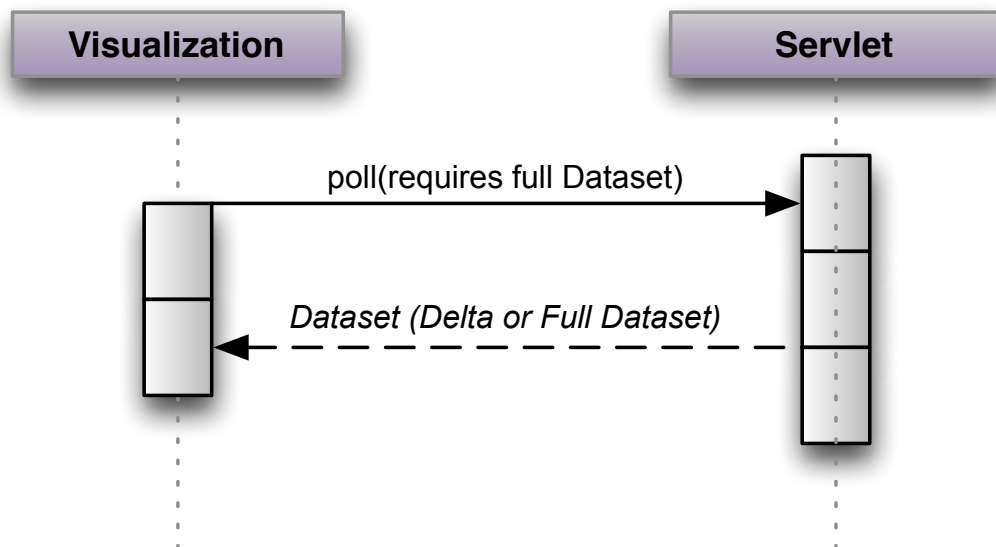 Visualization
Servlet
poll(requires full Dataset)
Dataset (Delta or Full Dataset)